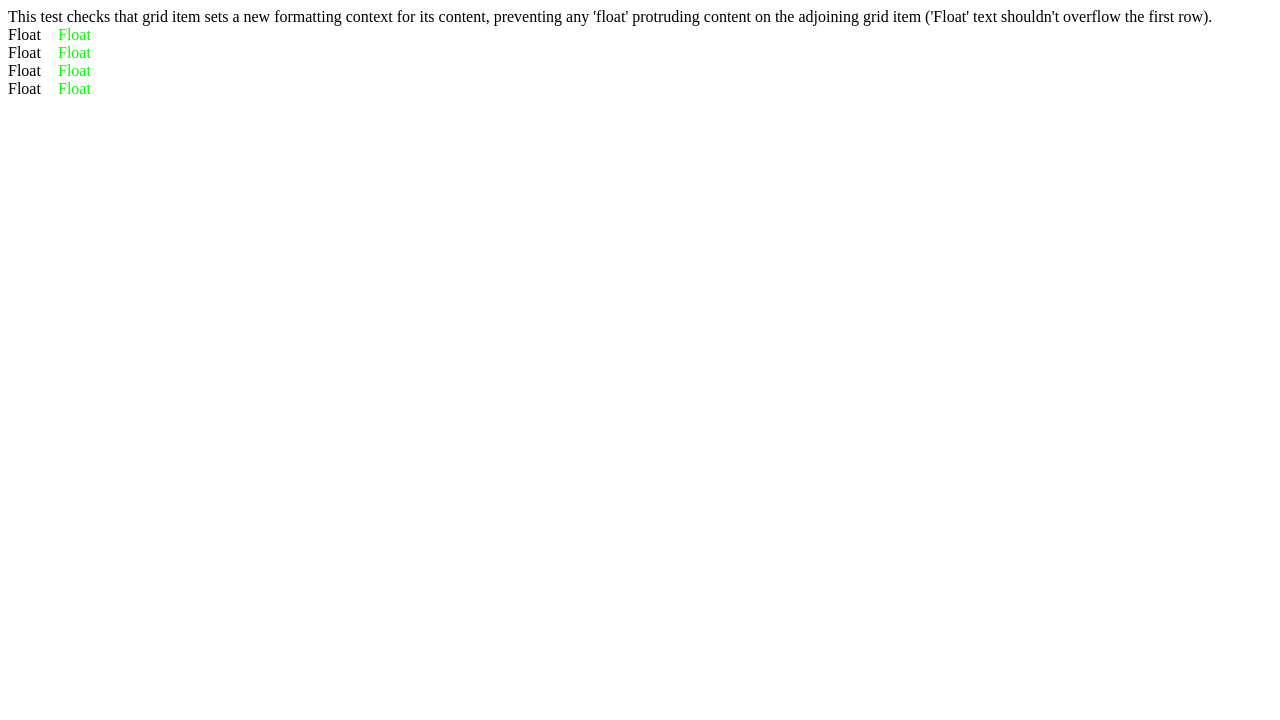 This test checks that grid item sets a new formatting context for its content, preventing any 'float' protruding content on the adjoining grid item ('Float' text shouldn't overflow the first row).
Float Float
Float Float
Float Float
Float Float